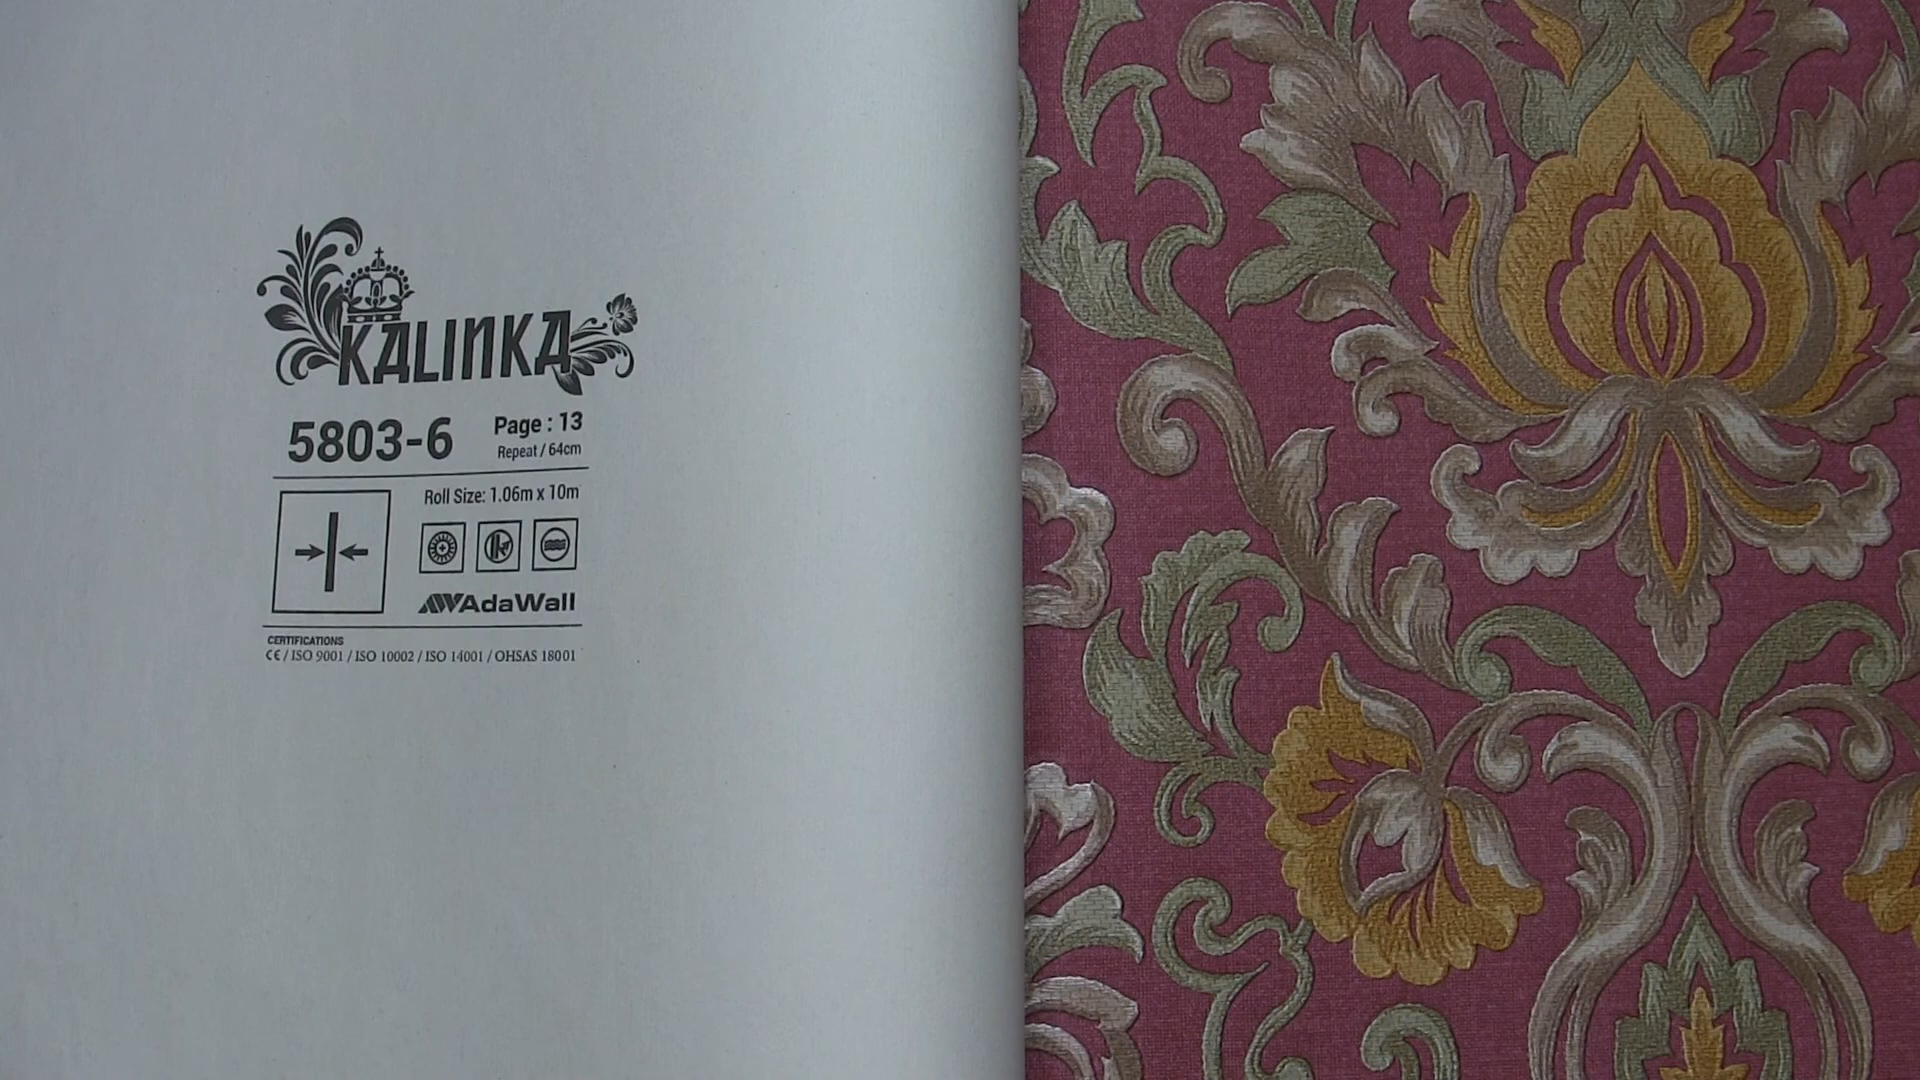 KALINKA
5803-6
Page : 13
Repeat / 64cm
Roll Size: 1.06m x 10m
AdaWall
CERTIFICATIONS
CE / ISO 9001 / ISO 10002 / ISO 14001 / OHSAS 18001